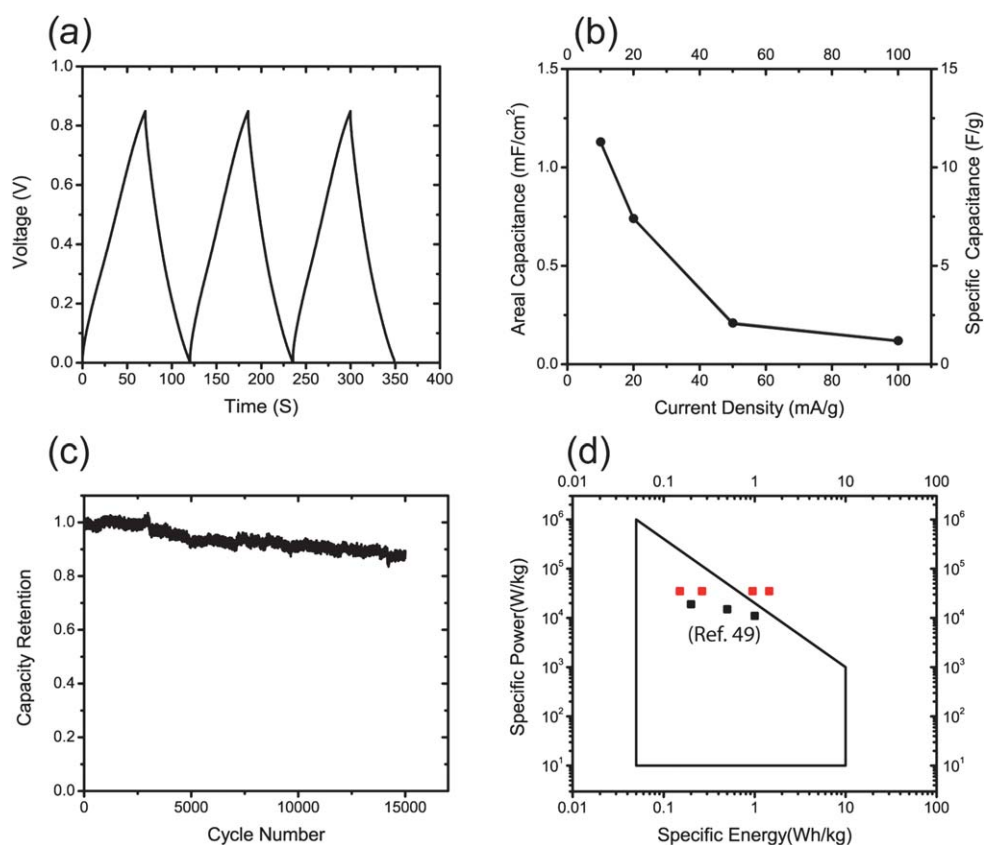 (a)
1.0
0.8
0.6
0.4
0.2
0.0
Voltage (V)
0 50 100 150 200 250 300 350 400
Time (S)
(b)
0 20 40 60 80 100
1.5
1.0
0.5
0.0
Areal Capacitance (mF/cm²)
15
10
5
0
Specific Capacitance (F/g)
0 20 40 60 80 100
Current Density (mA/g)
(c)
1.0
0.8
0.6
0.4
0.2
0.0
Capacity Retention
0 5000 10000 15000
Cycle Number
(d)
0.01 0.1 1 10 100
10⁶
10⁵
10⁴
10³
10²
10¹
Specific Power(W/kg)
(Ref. 49)
10⁶
10⁵
10⁴
10³
10²
10¹
0.01 0.1 1 10 100
Specific Energy(Wh/kg)